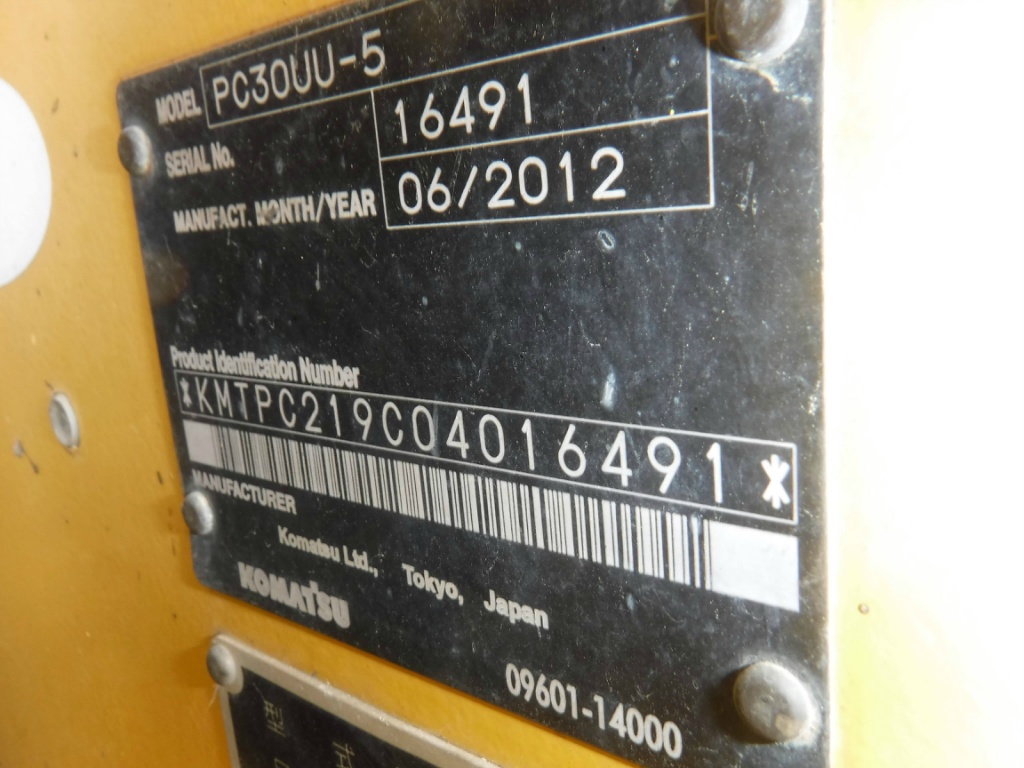 MODEL PC30UU-5
SERIAL No. 16491
MANUFACT. MONTH/YEAR 06/2012
Product Identification Number
*KMTPC219C04016491*
MANUFACTURER
Komatsu Ltd., Tokyo, Japan
KOMATSU
09601-14000
型